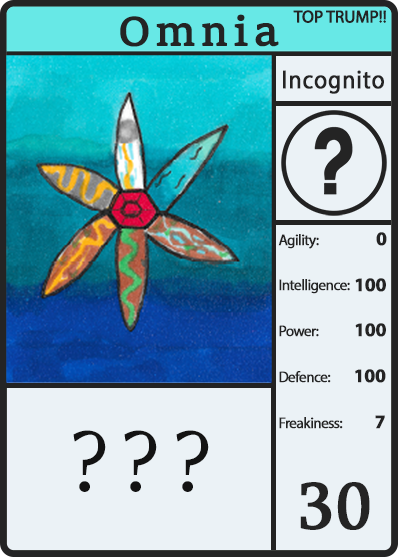 TOP TRUMP!!
Omnia
Incognito
?
Agility: 0
Intelligence: 100
Power: 100
Defence: 100
Freakiness: 7
30
???